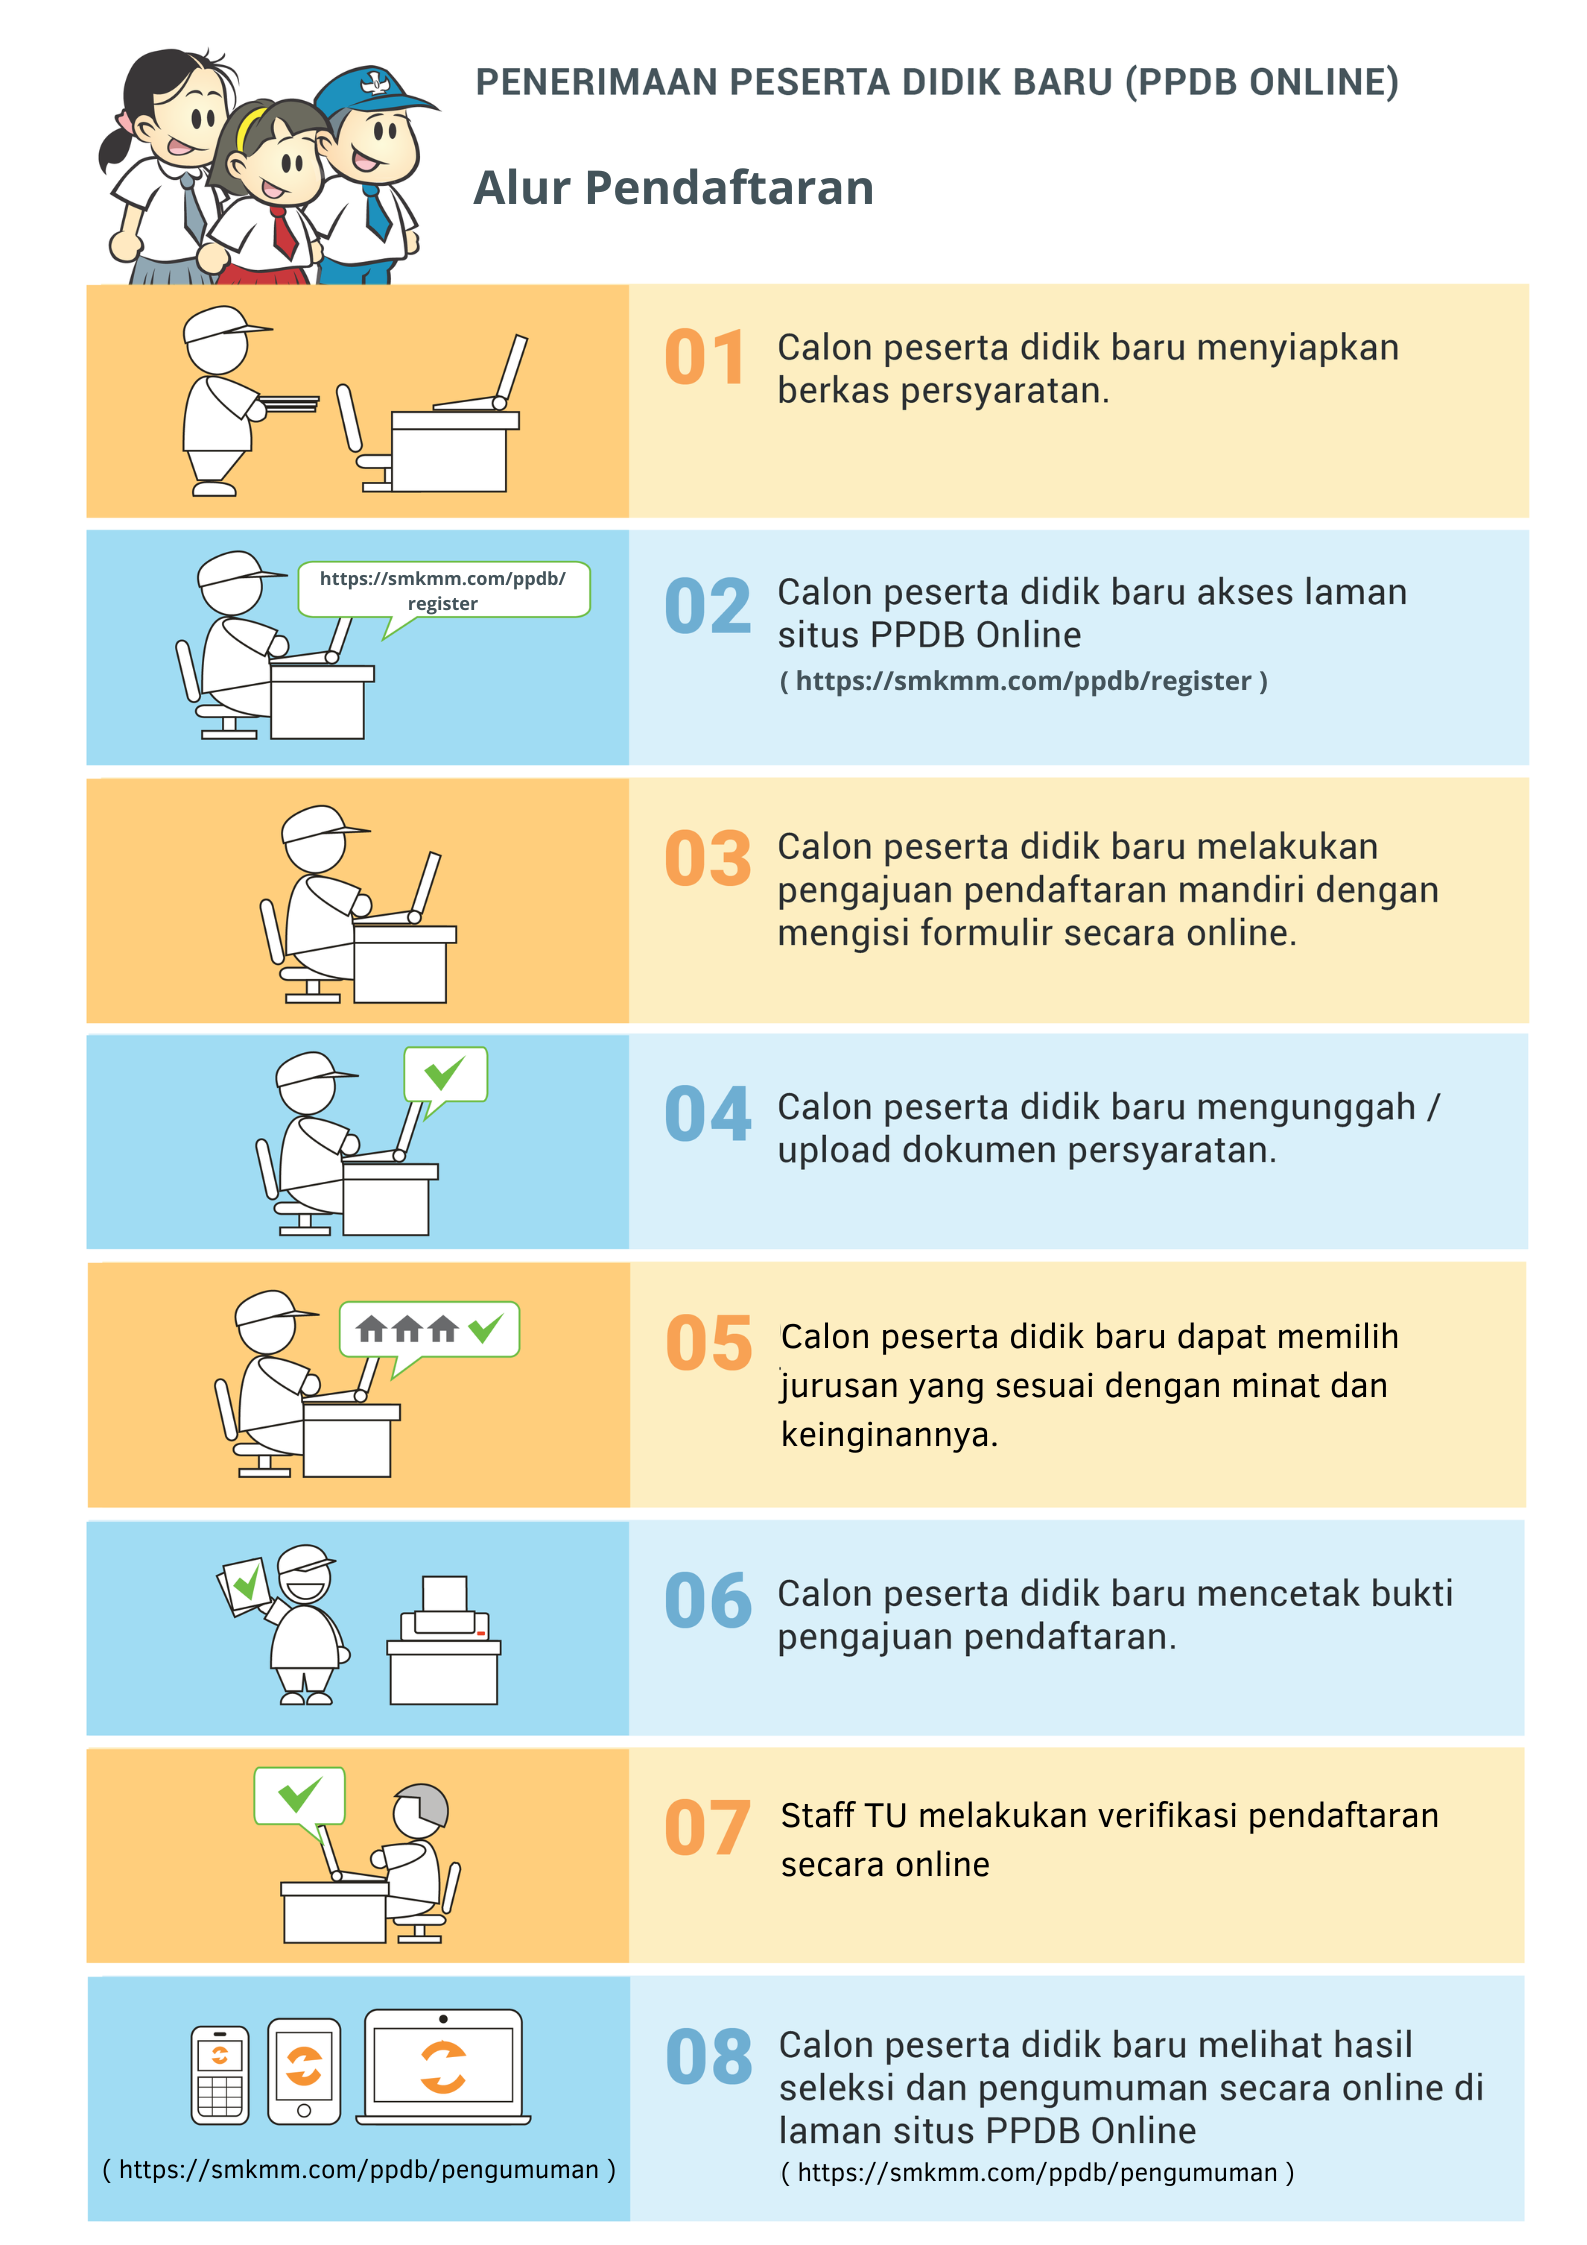 PENERIMAAN PESERTA DIDIK BARU (PPDB ONLINE)
Alur Pendaftaran
01
Calon peserta didik baru menyiapkan
berkas persyaratan.
https://smkmm.com/ppdb/
register
02
Calon peserta didik baru akses laman
situs PPDB Online
( https://smkmm.com/ppdb/register )
03
Calon peserta didik baru melakukan
pengajuan pendaftaran mandiri dengan
mengisi formulir secara online.
04
Calon peserta didik baru mengunggah /
upload dokumen persyaratan.
05
Calon peserta didik baru dapat memilih
jurusan yang sesuai dengan minat dan
keinginannya.
06
Calon peserta didik baru mencetak bukti
pengajuan pendaftaran.
07
Staff TU melakukan verifikasi pendaftaran
secara online
( https://smkmm.com/ppdb/pengumuman )
08
Calon peserta didik baru melihat hasil
seleksi dan pengumuman secara online di
laman situs PPDB Online
( https://smkmm.com/ppdb/pengumuman )